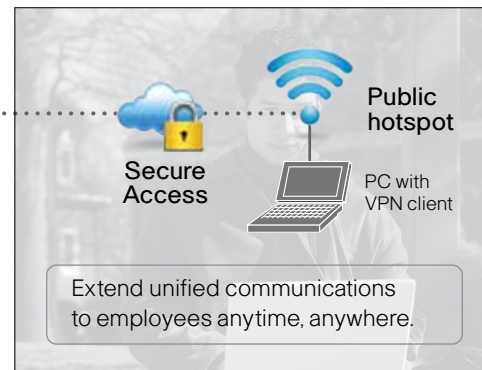 Public
hotspot
Secure
Access
PC with
VPN client
Extend unified communications
to employees anytime, anywhere.